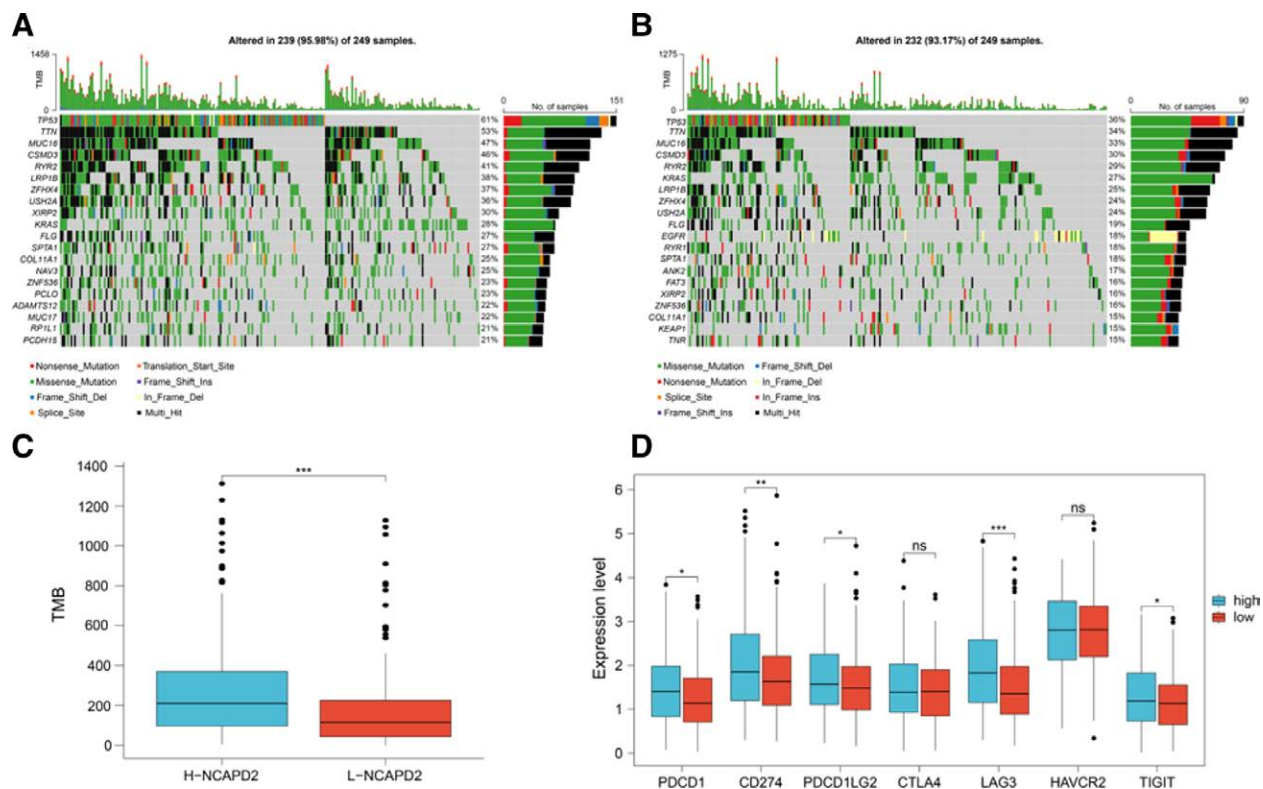 A
Altered in 239 (95.98%) of 249 samples.
1458
TMB
0
0
No. of samples
151
TP53 61%
TTN 53%
MUC16 47%
CSMD3 46%
RYR2 41%
LRP1B 38%
ZFHX4 37%
USH2A 36%
XIRP2 30%
KRAS 28%
FLG 27%
SPTA1 27%
COL11A1 25%
NAV3 25%
ZNF536 23%
PCLO 23%
ADAMTS12 22%
MUC17 22%
RP1L1 21%
PCDH15 21%
Nonsense_Mutation Translation_Start_Site
Missense_Mutation Frame_Shift_Ins
Frame_Shift_Del In_Frame_Del
Splice_Site Multi_Hit
B
Altered in 232 (93.17%) of 249 samples.
1275
TMB
0
0
No. of samples
90
TP53 36%
TTN 34%
MUC16 33%
CSMD3 30%
RYR2 29%
KRAS 27%
LRP1B 25%
ZFHX4 24%
USH2A 24%
FLG 19%
EGFR 18%
RYR1 18%
SPTA1 18%
ANK2 17%
FAT3 16%
XIRP2 16%
ZNF536 16%
COL11A1 15%
KEAP1 15%
TNR 15%
Missense_Mutation Frame_Shift_Del
Nonsense_Mutation In_Frame_Del
Splice_Site In_Frame_Ins
Frame_Shift_Ins Multi_Hit
C
TMB
1400
1200
1000
800
600
400
200
0
***
H-NCAPD2 L-NCAPD2
D
Expression level
6
5
4
3
2
1
0
* ** * ns *** ns *
PDCD1 CD274 PDCD1LG2 CTLA4 LAG3 HAVCR2 TIGIT
high
low